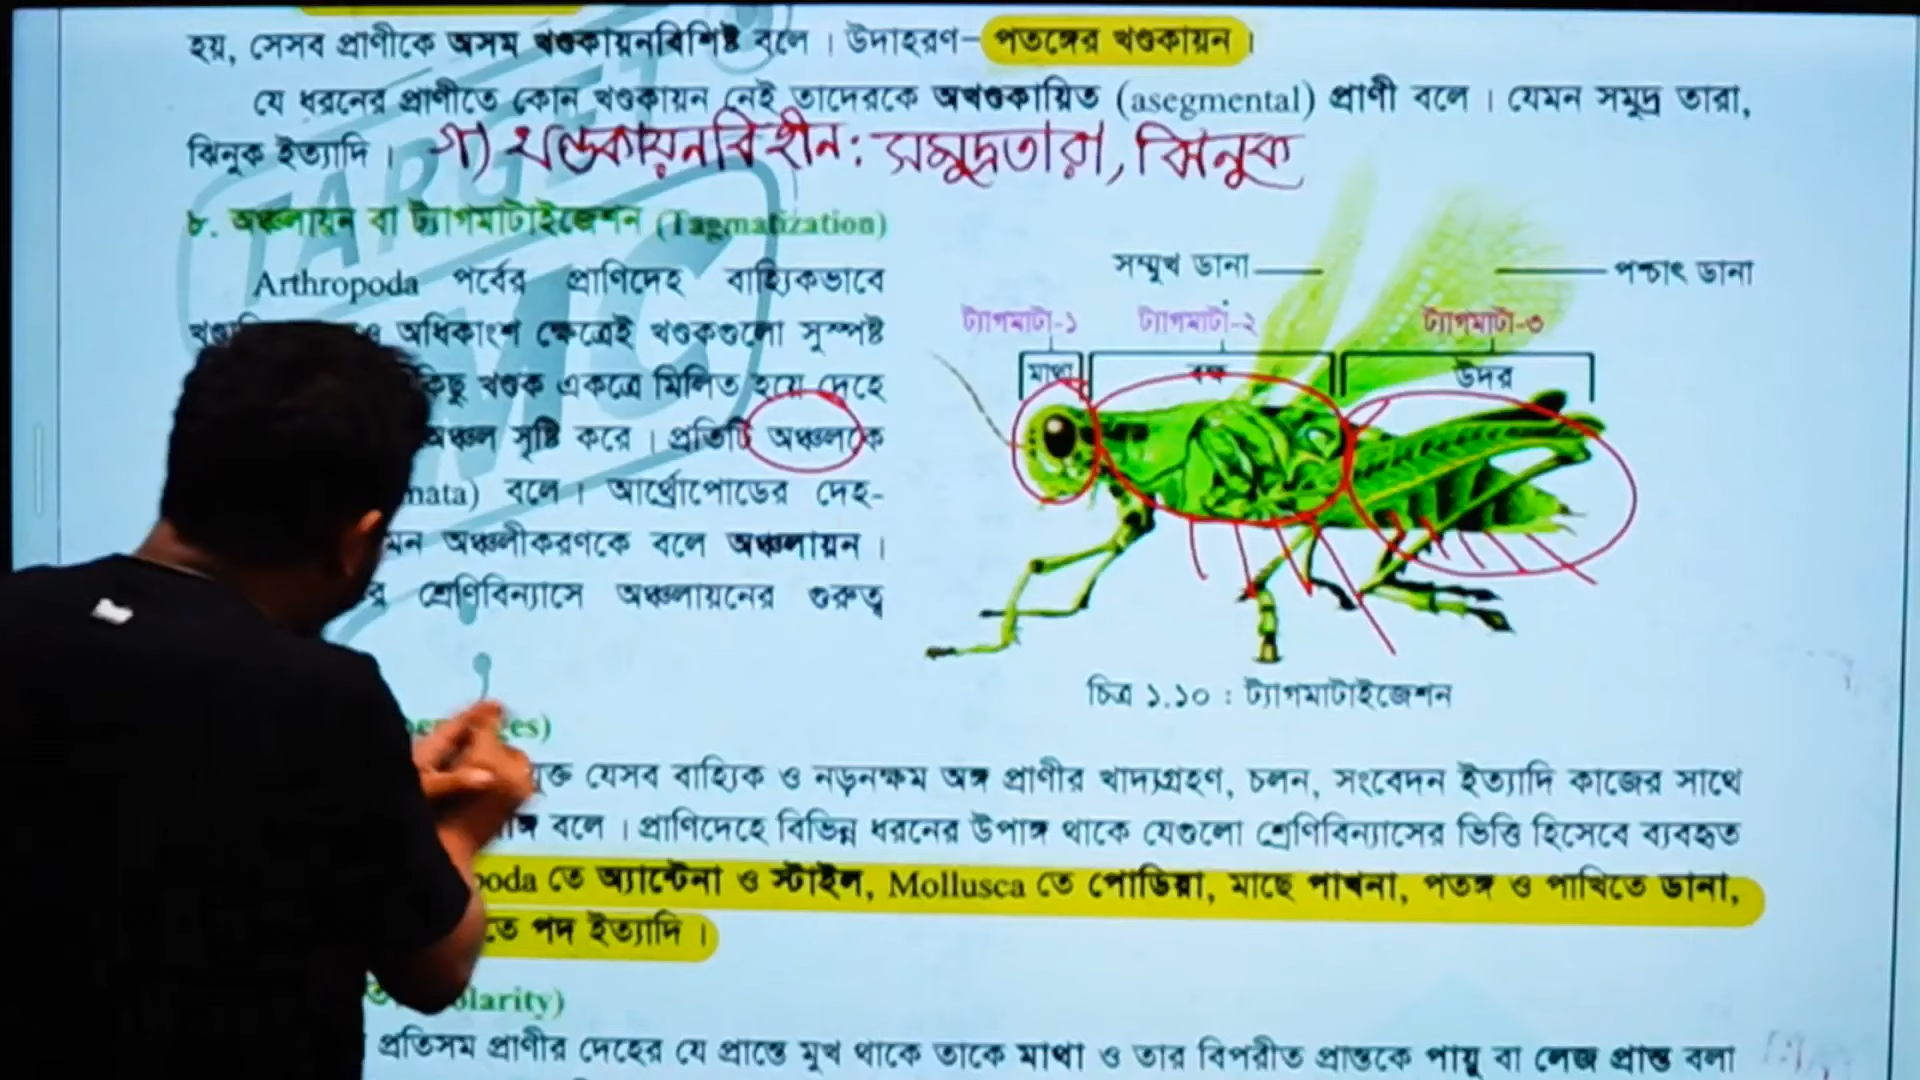 হয়, সেসব প্রাণীকে অসম খণ্ডকায়নবিশিষ্ট বলে । উদাহরণ– পতঙ্গের খণ্ডকায়ন ।
যে ধরনের প্রাণীতে কোন খণ্ডকায়ন নেই তাদেরকে অখণ্ডকায়িত (asegmental) প্রাণী বলে । যেমন সমুদ্র তারা,
ঝিনুক ইত্যাদি ।
গ) খণ্ডকায়নবিহীন: সমুদ্রতারা, ঝিনুক
৮. অঞ্চলায়ন বা ট্যাগমাটাইজেশন (Tagmatization)
Arthropoda পর্বের প্রাণিদেহ বাহ্যিকভাবে
অধিকাংশ ক্ষেত্রেই খণ্ডকগুলো সুস্পষ্ট
কিছু খণ্ডক একত্রে মিলিত হয়ে দেহে
অঞ্চল সৃষ্টি করে । প্রতিটি অঞ্চলকে
mata) বলে । আর্থ্রোপোডের দেহ-
অঞ্চলীকরণকে বলে অঞ্চলায়ন ।
শ্রেণিবিন্যাসে অঞ্চলায়নের গুরুত্ব
সম্মুখ ডানা
পশ্চাৎ ডানা
ট্যাগমাটা-১ ট্যাগমাটা-২ ট্যাগমাটা-৩
মাথা বক্ষ উদর
চিত্র ১.১০ : ট্যাগমাটাইজেশন
es)
যেসব বাহ্যিক ও নড়নক্ষম অঙ্গ প্রাণীর খাদ্যগ্রহণ, চলন, সংবেদন ইত্যাদি কাজের সাথে
বলে । প্রাণিদেহে বিভিন্ন ধরনের উপাঙ্গ থাকে যেগুলো শ্রেণিবিন্যাসের ভিত্তি হিসেবে ব্যবহৃত
poda তে অ্যান্টেনা ও স্টাইল, Mollusca তে পোডিয়া, মাছে পাখনা, পতঙ্গ ও পাখিতে ডানা,
তে পদ ইত্যাদি ।
larity)
প্রতিসম প্রাণীর দেহের যে প্রান্তে মুখ থাকে তাকে মাথা ও তার বিপরীত প্রান্তকে পায়ু বা লেজ প্রান্ত বলা